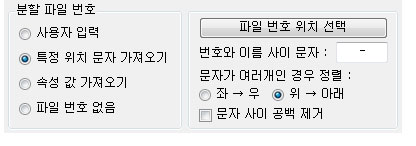 분할 파일 번호
사용자 입력
특정 위치 문자 가져오기
속성 값 가져오기
파일 번호 없음
파일 번호 위치 선택
번호와 이름 사이 문자 : -
문자가 여러개인 경우 정렬 :
좌 → 우 위 → 아래
문자 사이 공백 제거